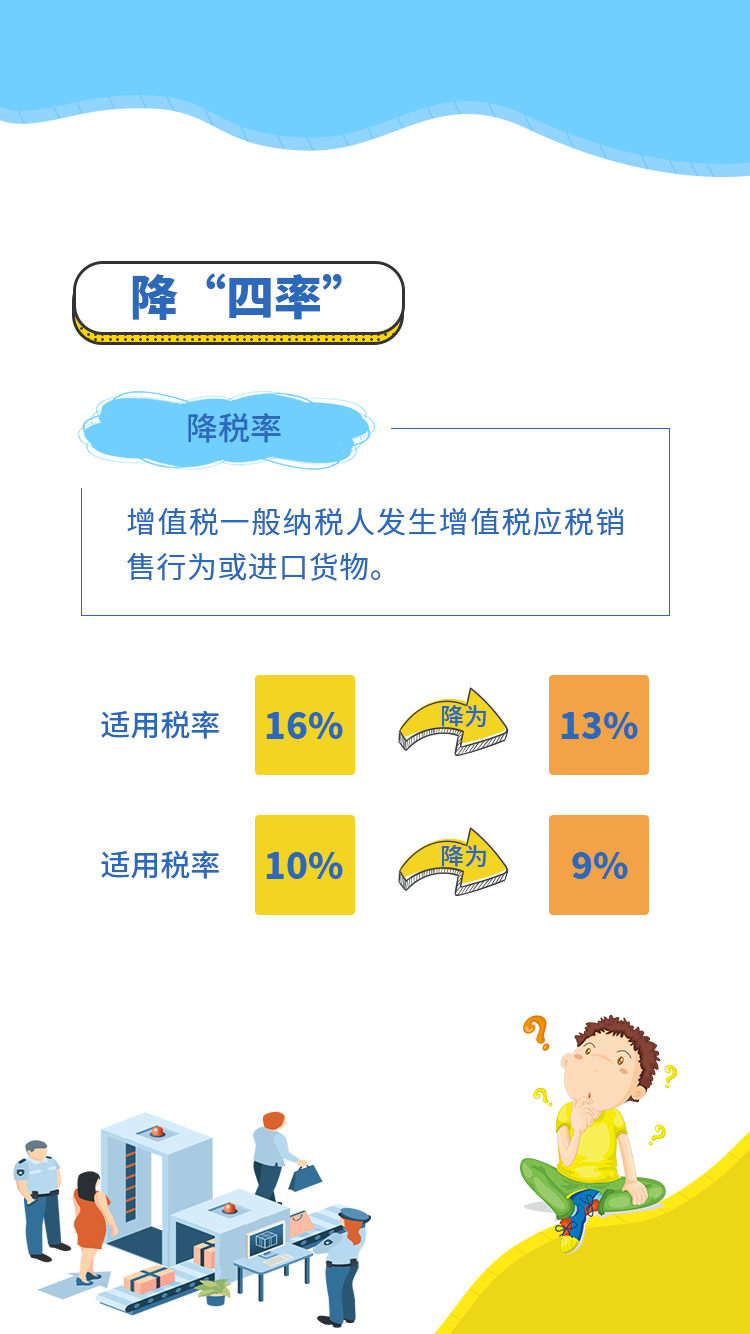 降“四率”
降税率
增值税一般纳税人发生增值税应税销
售行为或进口货物。
适用税率 16% 降为 13%
适用税率 10% 降为 9%